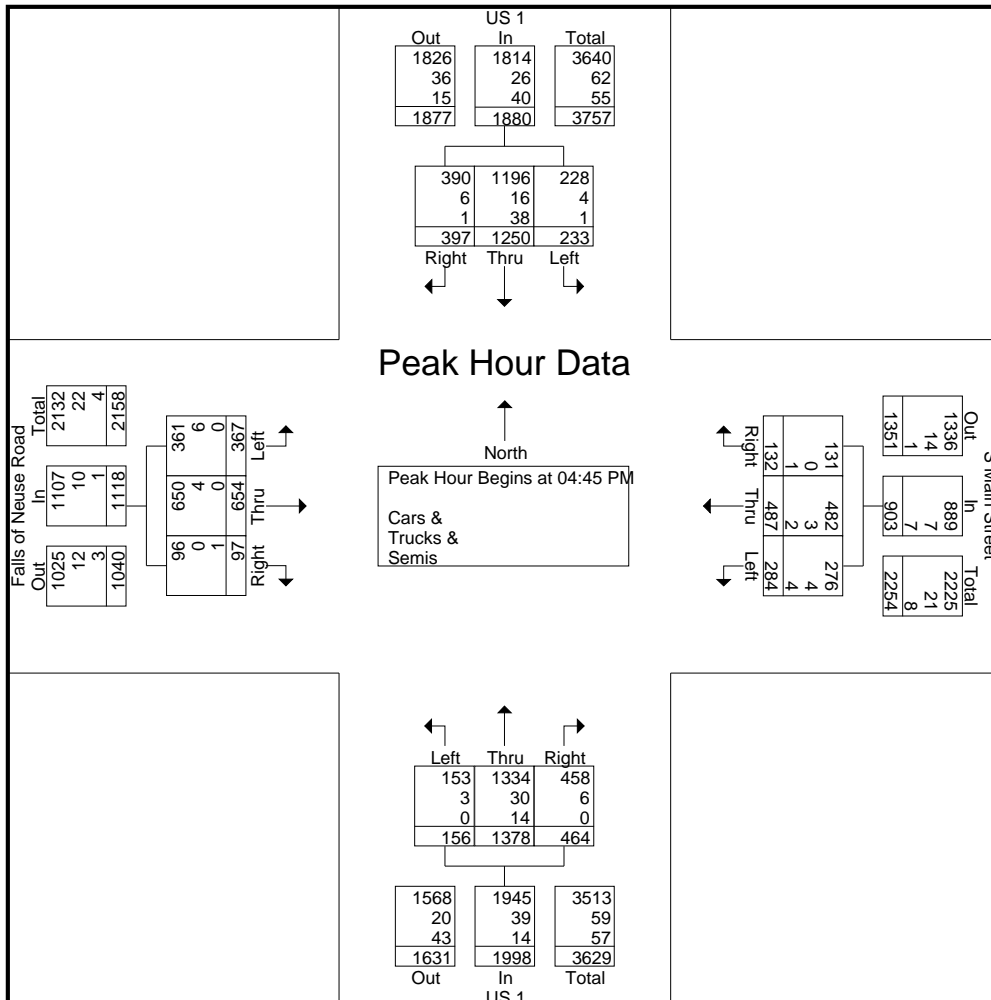 US 1
Out In Total
1826 1814 3640
36 26 62
15 40 55
1877 1880 3757
390 1196 228
6 16 4
1 38 1
397 1250 233
Right Thru Left
Peak Hour Data
North
Peak Hour Begins at 04:45 PM
Cars &
Trucks &
Semis
Falls of Neuse Road
Out In Total
1025 1107 2132
12 10 22
3 1 4
1040 1118 2158
96 650 361
0 4 6
1 0 0
97 654 367
Right Thru Left
S Main Street
Out In Total
1336 889 2225
14 7 21
1 7 8
1351 903 2254
Right Thru Left
131 482 276
0 3 4
1 2 4
132 487 284
Left Thru Right
153 1334 458
3 30 6
0 14 0
156 1378 464
1568 1945 3513
20 39 59
43 14 57
1631 1998 3629
Out In Total
US 1